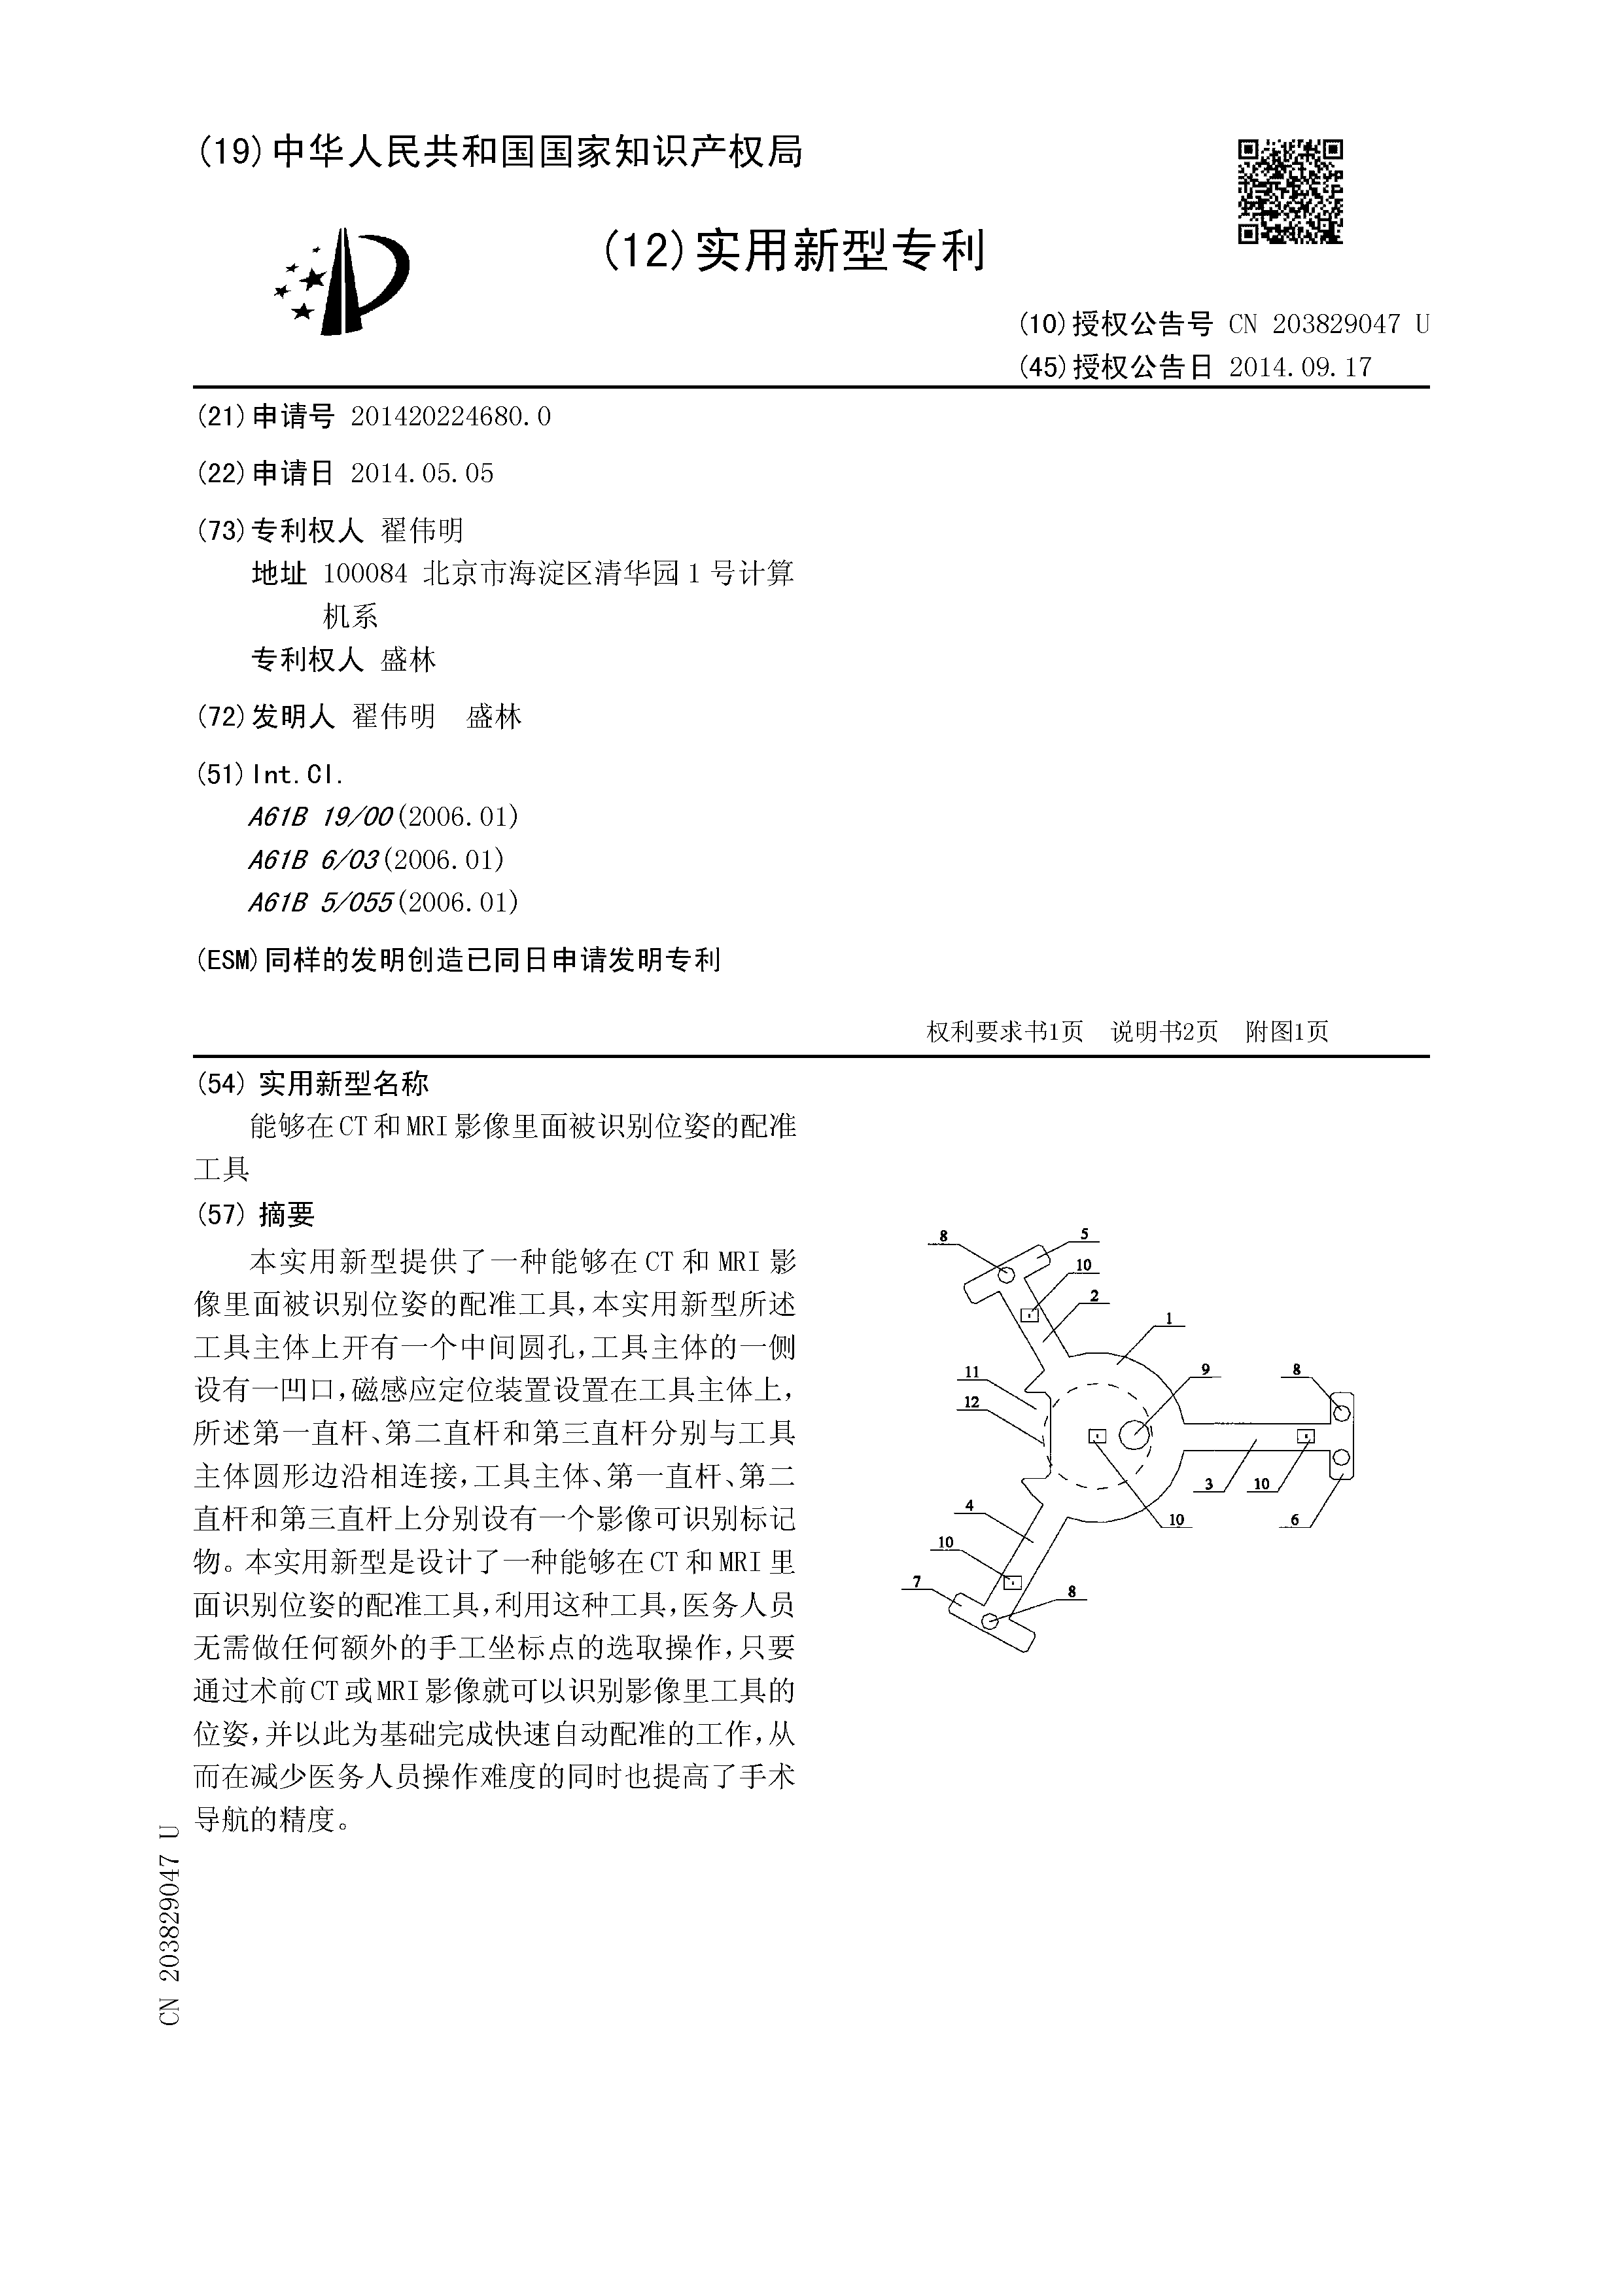 (19)中华人民共和国国家知识产权局
(12)实用新型专利
(10)授权公告号 CN 203829047 U
(45)授权公告日 2014.09.17
(21)申请号 201420224680.0
(22)申请日 2014.05.05
(73)专利权人 翟伟明
地址 100084 北京市海淀区清华园1号计算
机系
专利权人 盛林
(72)发明人 翟伟明 盛林
(51)Int.Cl.
A61B 19/00(2006.01)
A61B 6/03(2006.01)
A61B 5/055(2006.01)
(ESM)同样的发明创造已同日申请发明专利
权利要求书1页 说明书2页 附图1页
(54) 实用新型名称
能够在CT和MRI影像里面被识别位姿的配准
工具
(57) 摘要
本实用新型提供了一种能够在CT和MRI影
像里面被识别位姿的配准工具,本实用新型所述
工具主体上开有一个中间圆孔,工具主体的一侧
设有一凹口,磁感应定位装置设置在工具主体上,
所述第一直杆、第二直杆和第三直杆分别与工具
主体圆形边沿相连接,工具主体、第一直杆、第二
直杆和第三直杆上分别设有一个影像可识别标记
物。本实用新型是设计了一种能够在CT和MRI里
面识别位姿的配准工具,利用这种工具,医务人员
无需做任何额外的手工坐标点的选取操作,只要
通过术前CT或MRI影像就可以识别影像里工具的
位姿,并以此为基础完成快速自动配准的工作,从
而在减少医务人员操作难度的同时也提高了手术
导航的精度。
8
5
10
2
1
11
9
8
12
3
10
4
10
6
10
7
8
CN 203829047 U